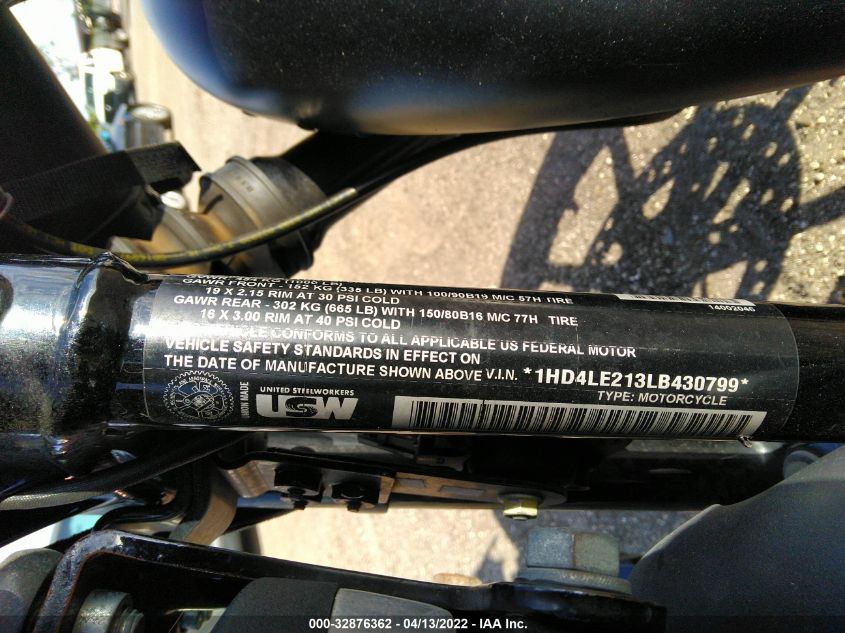 GAWR FRONT - 152 KG (335 LB) WITH 100/90B19 M/C 57H TIRE
19 X 2.15 RIM AT 30 PSI COLD
14002046
GAWR REAR - 302 KG (665 LB) WITH 150/80B16 M/C 77H TIRE
16 X 3.00 RIM AT 40 PSI COLD
VEHICLE CONFORMS TO ALL APPLICABLE US FEDERAL MOTOR
VEHICLE SAFETY STANDARDS IN EFFECT ON
THE DATE OF MANUFACTURE SHOWN ABOVE V.I.N. *1HD4LE213LB430799*
TYPE: MOTORCYCLE
UNITED STEELWORKERS
USW
UNION MADE
000-32876362 - 04/13/2022 - IAA Inc.